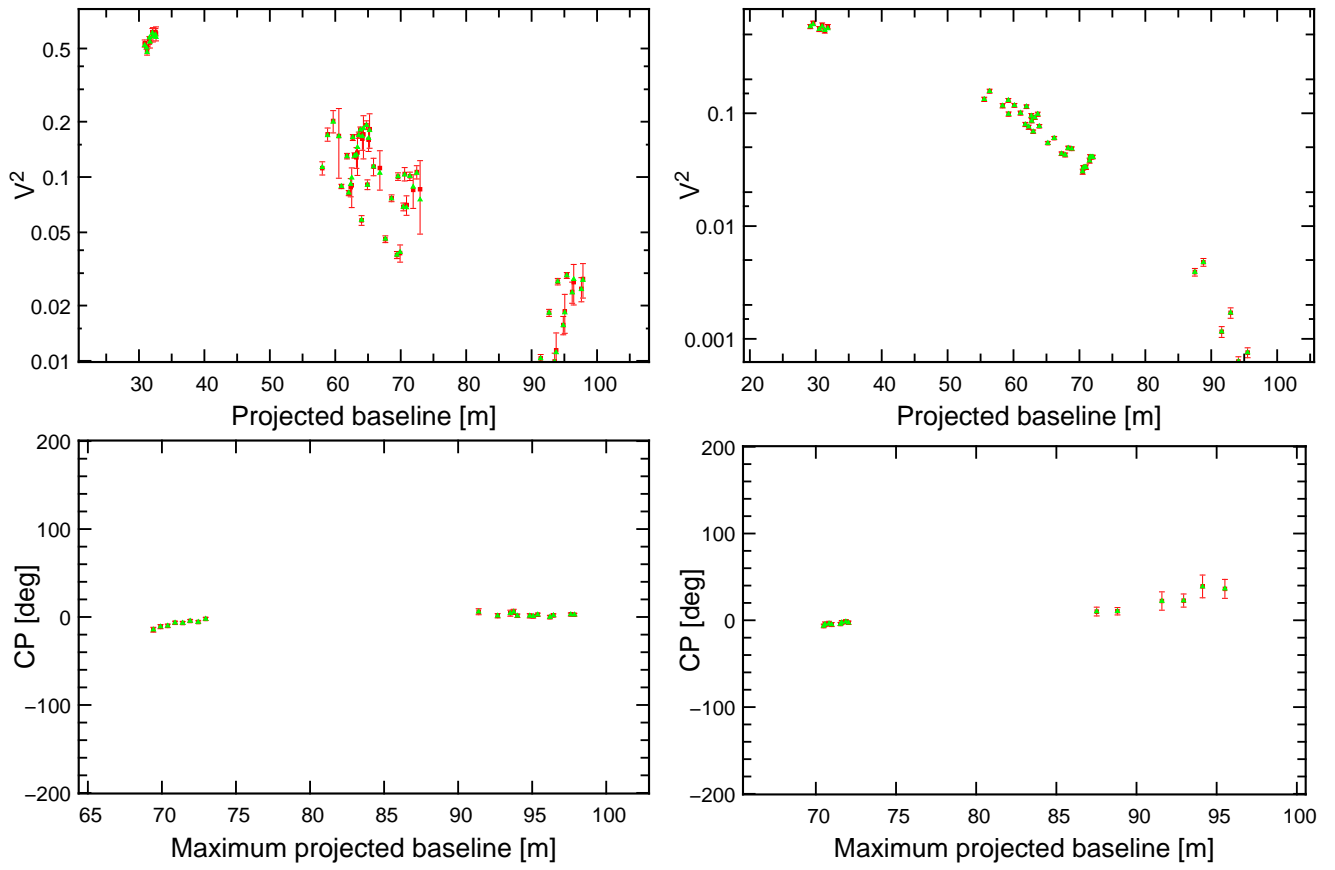 V²
0.5
0.2
0.1
0.05
0.02
0.01
30 40 50 60 70 80 90 100
Projected baseline [m]
V²
0.1
0.01
0.001
20 30 40 50 60 70 80 90 100
Projected baseline [m]
CP [deg]
200
100
0
−100
−200
65 70 75 80 85 90 95 100
Maximum projected baseline [m]
CP [deg]
200
100
0
−100
−200
70 75 80 85 90 95 100
Maximum projected baseline [m]